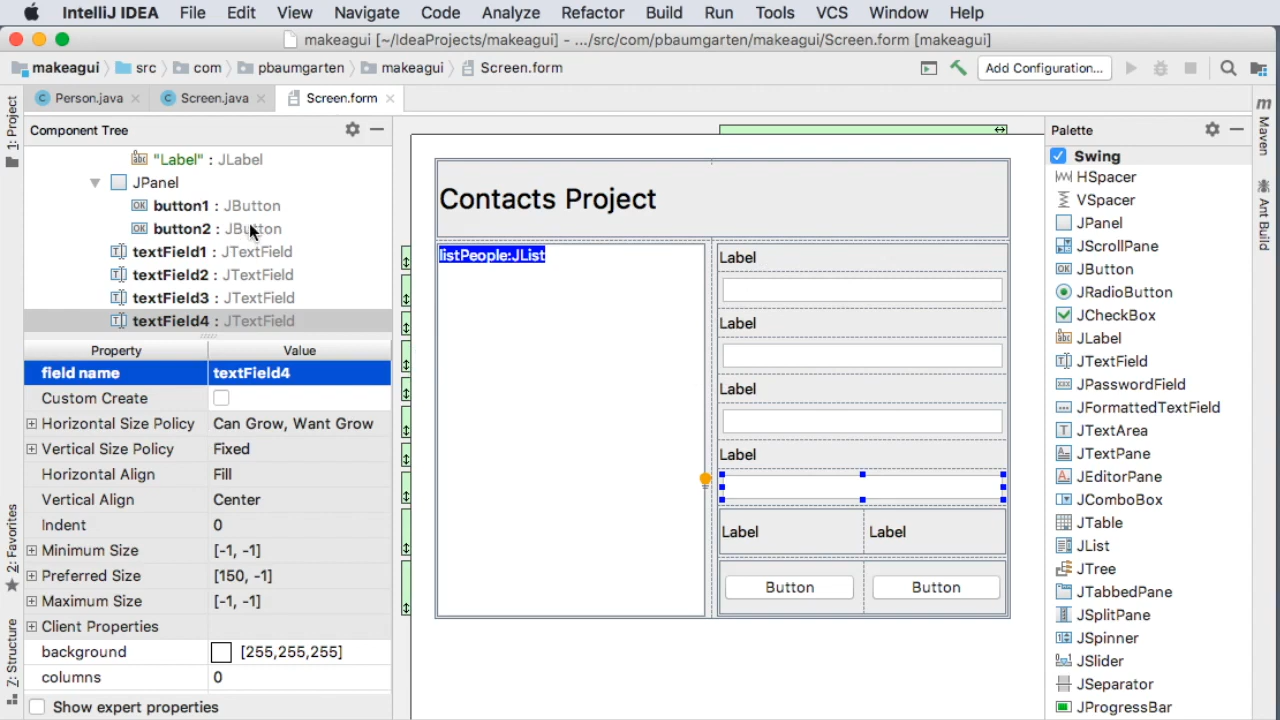 IntelliJ IDEA File Edit View Navigate Code Analyze Refactor Build Run Tools VCS Window Help
makeagui [~/IdeaProjects/makeagui] - .../src/com/pbaumgarten/makeagui/Screen.form [makeagui]
makeagui src com pbaumgarten makeagui Screen.form Add Configuration...
Person.java Screen.java Screen.form
1: Project
2: Favorites
Z: Structure
Component Tree
"Label" : JLabel
JPanel
button1 : JButton
button2 : JButton
textField1 : JTextField
textField2 : JTextField
textField3 : JTextField
textField4 : JTextField
Property Value
field name textField4
Custom Create
Horizontal Size Policy Can Grow, Want Grow
Vertical Size Policy Fixed
Horizontal Align Fill
Vertical Align Center
Indent 0
Minimum Size [-1, -1]
Preferred Size [150, -1]
Maximum Size [-1, -1]
Client Properties
background [255,255,255]
columns 0
Show expert properties
Contacts Project
listPeople:JList
Label
Label
Label
Label
Label Label
Button Button
Palette
Swing
HSpacer
VSpacer
JPanel
JScrollPane
JButton
JRadioButton
JCheckBox
JLabel
JTextField
JPasswordField
JFormattedTextField
JTextArea
JTextPane
JEditorPane
JComboBox
JTable
JList
JTree
JTabbedPane
JSplitPane
JSpinner
JSlider
JSeparator
JProgressBar
Maven
Ant Build